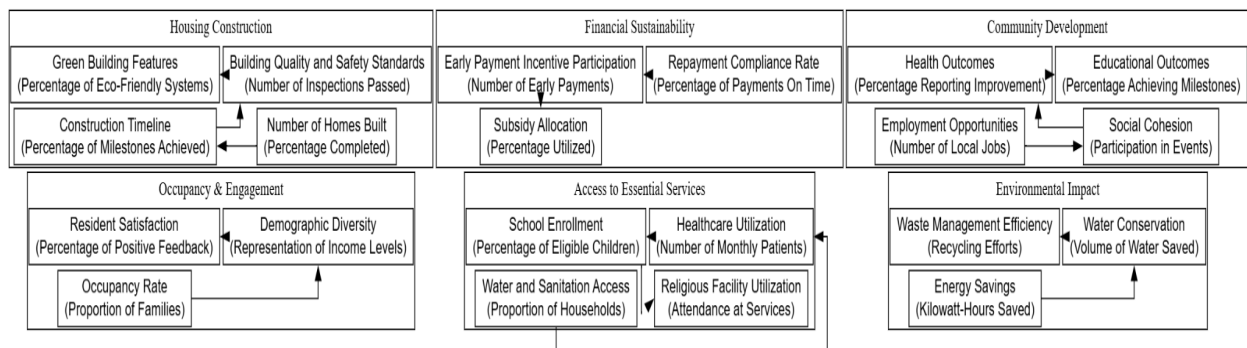 Housing Construction
Green Building Features
(Percentage of Eco-Friendly Systems)
Building Quality and Safety Standards
(Number of Inspections Passed)
Construction Timeline
(Percentage of Milestones Achieved)
Number of Homes Built
(Percentage Completed)
Financial Sustainability
Early Payment Incentive Participation
(Number of Early Payments)
Repayment Compliance Rate
(Percentage of Payments On Time)
Subsidy Allocation
(Percentage Utilized)
Community Development
Health Outcomes
(Percentage Reporting Improvement)
Educational Outcomes
(Percentage Achieving Milestones)
Employment Opportunities
(Number of Local Jobs)
Social Cohesion
(Participation in Events)
Occupancy & Engagement
Resident Satisfaction
(Percentage of Positive Feedback)
Demographic Diversity
(Representation of Income Levels)
Occupancy Rate
(Proportion of Families)
Access to Essential Services
School Enrollment
(Percentage of Eligible Children)
Healthcare Utilization
(Number of Monthly Patients)
Water and Sanitation Access
(Proportion of Households)
Religious Facility Utilization
(Attendance at Services)
Environmental Impact
Waste Management Efficiency
(Recycling Efforts)
Water Conservation
(Volume of Water Saved)
Energy Savings
(Kilowatt-Hours Saved)